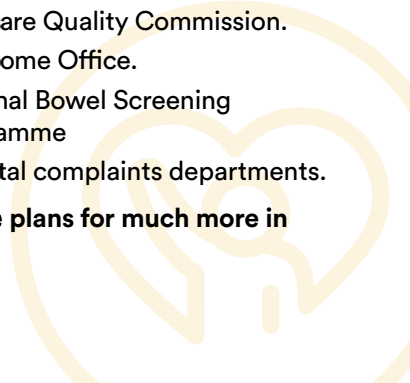 are Quality Commission.
ome Office.
nal Bowel Screening
amme
tal complaints departments.
e plans for much more in